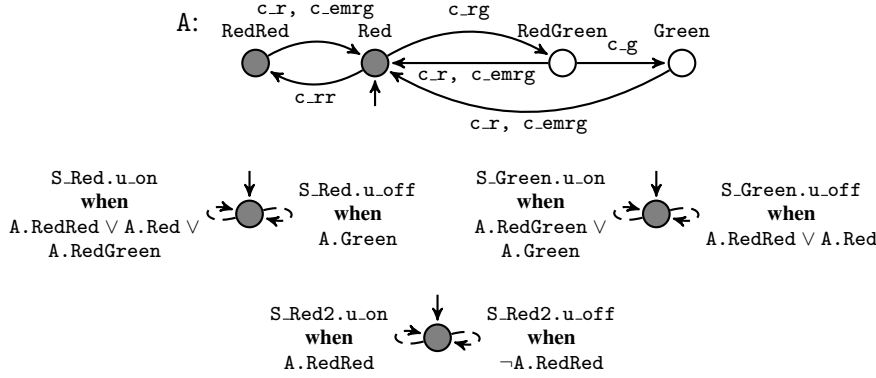 A:
c_r, c_emrg
c_rg
RedRed
Red
RedGreen
Green
c_g
c_r, c_emrg
c_rr
c_r, c_emrg
S_Red.u_on
when
A.RedRed ∨ A.Red ∨
A.RedGreen
S_Red.u_off
when
A.Green
S_Green.u_on
when
A.RedGreen ∨
A.Green
S_Green.u_off
when
A.RedRed ∨ A.Red
S_Red2.u_on
when
A.RedRed
S_Red2.u_off
when
¬A.RedRed